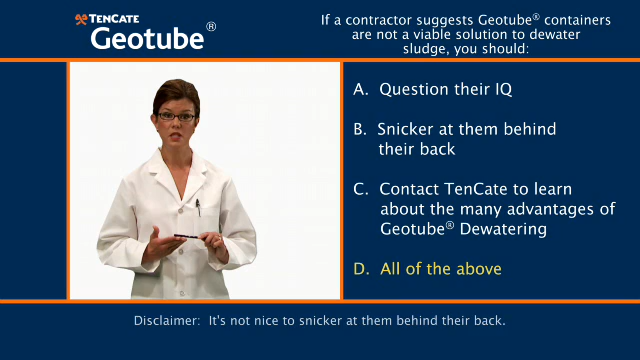 TENCATE
Geotube®
If a contractor suggests Geotube® containers
are not a viable solution to dewater
sludge, you should:
A. Question their IQ
B. Snicker at them behind
their back
C. Contact TenCate to learn
about the many advantages of
Geotube® Dewatering
D. All of the above
Disclaimer: It's not nice to snicker at them behind their back.